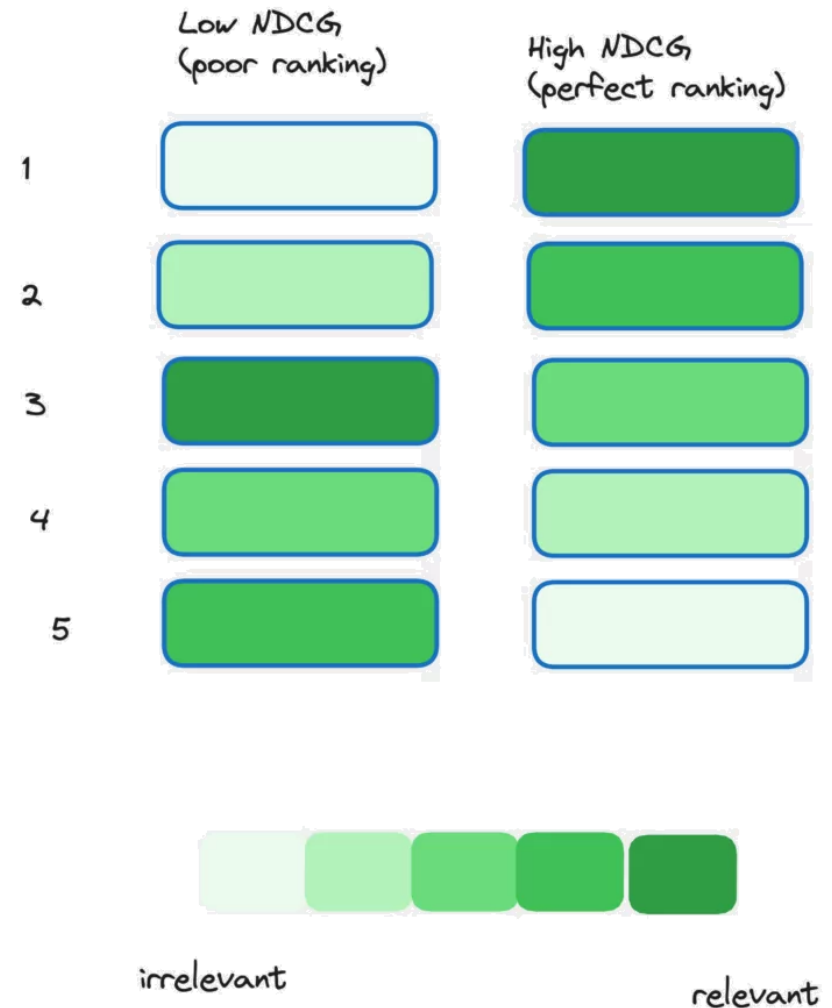 Low NDCG
(poor ranking)
High NDCG
(perfect ranking)
1
2
3
4
5
irrelevant
relevant